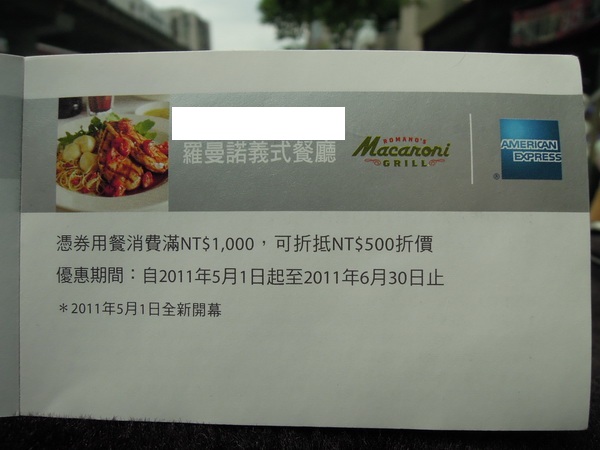 羅曼諾義式餐廳
ROMANO'S
Macaroni
GRILL
AMERICAN
EXPRESS
®
憑券用餐消費滿NT$1,000，可折抵NT$500折價
優惠期間：自2011年5月1日起至2011年6月30日止
＊2011年5月1日全新開幕